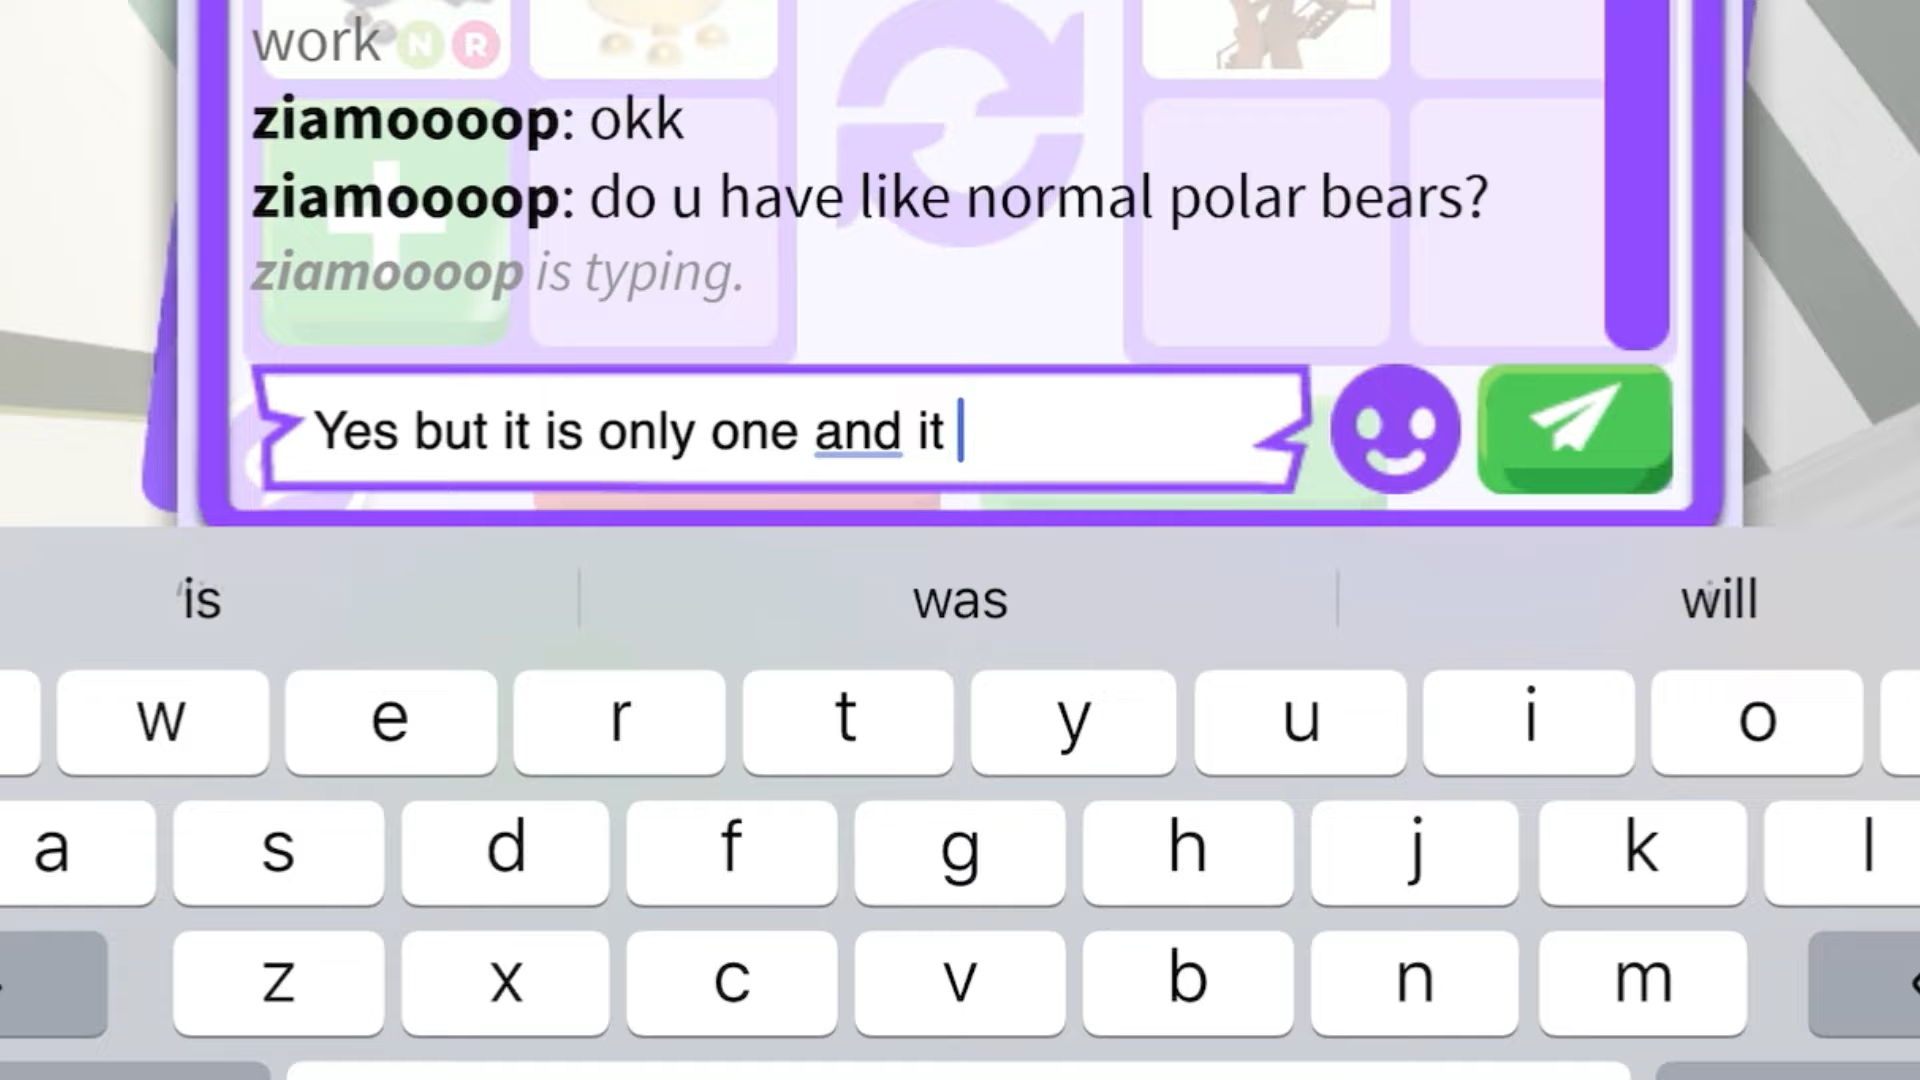 work N R
ziamoooop: okk
ziamoooop: do u have like normal polar bears?
ziamoooop is typing.
Yes but it is only one and it
is was will
w e r t y u i o
a s d f g h j k l
z x c v b n m